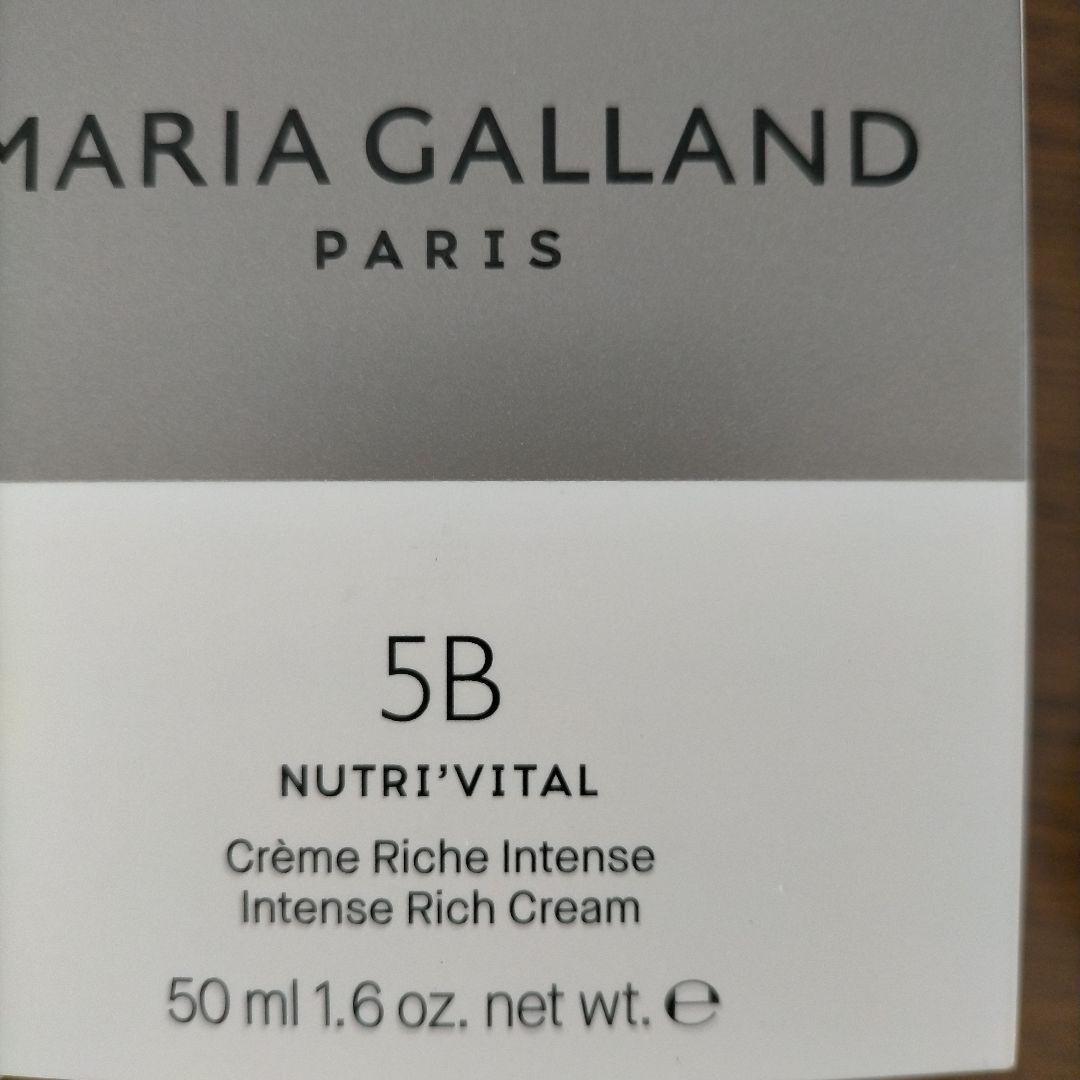 MARIA GALLAND
PARIS
5B
NUTRI'VITAL
Crème Riche Intense
Intense Rich Cream
50 ml 1.6 oz. net wt. ℮